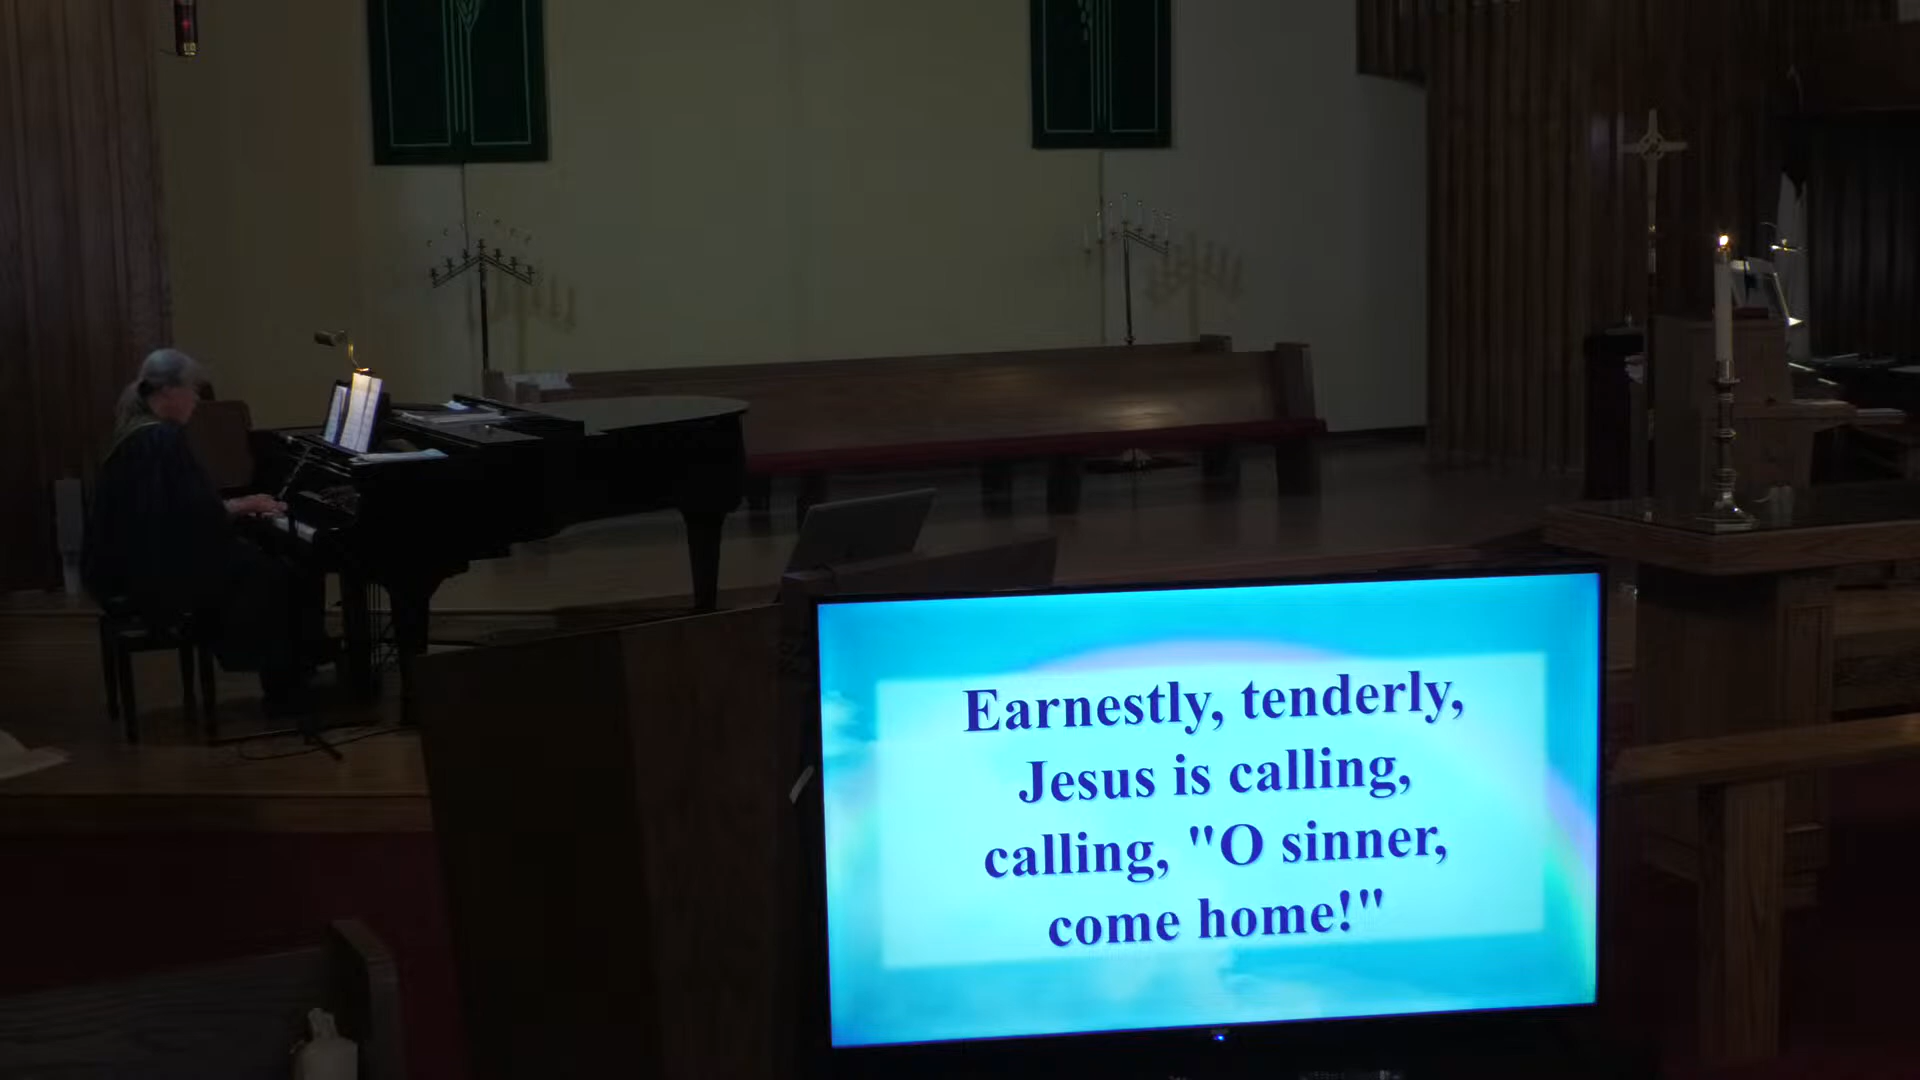 Earnestly, tenderly,
Jesus is calling,
calling, "O sinner,
come home!"